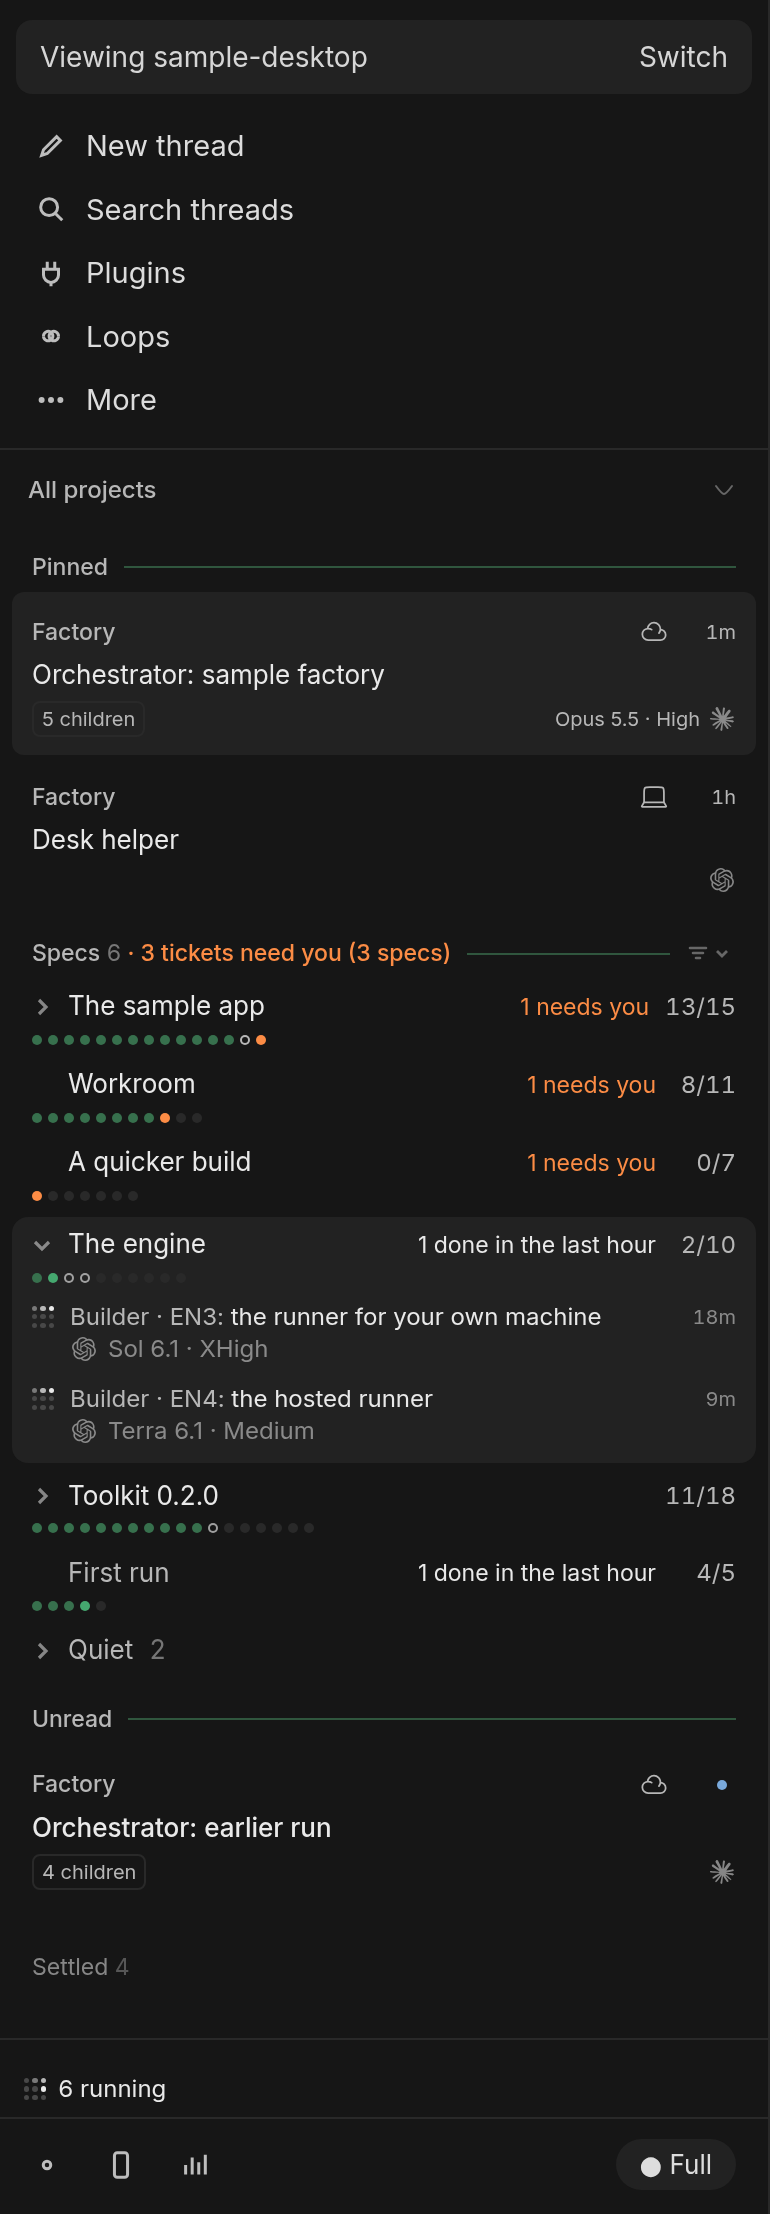 Viewing sample-desktop Switch
New thread
Search threads
Plugins
Loops
More
All projects
Pinned
Factory 1m
Orchestrator: sample factory
5 children Opus 5.5 · High
Factory 1h
Desk helper
Specs 6 · 3 tickets need you (3 specs)
The sample app 1 needs you 13/15
Workroom 1 needs you 8/11
A quicker build 1 needs you 0/7
The engine 1 done in the last hour 2/10
Builder · EN3: the runner for your own machine 18m
Sol 6.1 · XHigh
Builder · EN4: the hosted runner 9m
Terra 6.1 · Medium
Toolkit 0.2.0 11/18
First run 1 done in the last hour 4/5
Quiet 2
Unread
Factory
Orchestrator: earlier run
4 children
Settled 4
6 running
Full